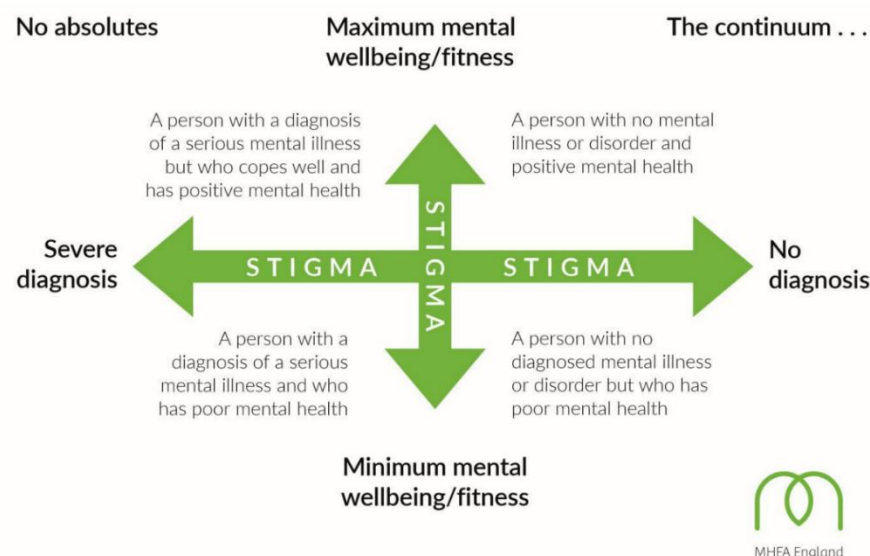 No absolutes
Maximum mental
wellbeing/fitness
The continuum . . .
A person with a diagnosis
of a serious mental illness
but who copes well and
has positive mental health
A person with no mental
illness or disorder and
positive mental health
Severe
diagnosis
STIGMA
STIGMA
STIGMA
No
diagnosis
A person with a
diagnosis of a serious
mental illness and who
has poor mental health
A person with no
diagnosed mental illness
or disorder but who has
poor mental health
Minimum mental
wellbeing/fitness
MHFA England